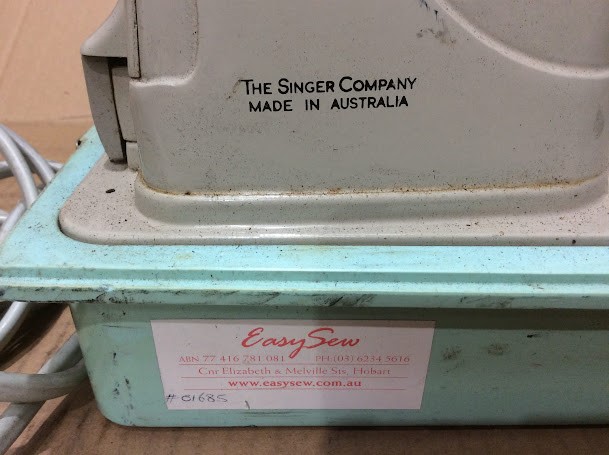 THE SINGER COMPANY
MADE IN AUSTRALIA
EasySew
ABN 77 416 781 081 PH: (03) 6234 5616
Cnr Elizabeth & Melville Sts, Hobart
www.easysew.com.au
# 01685